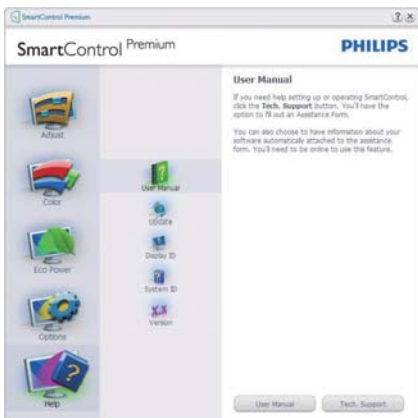 SmartControl Premium
SmartControl Premium
PHILIPS
Adjust
Color
Eco Power
Options
Help
User Manual
Update
Display ID
System ID
Version
User Manual
If you need help setting up or operating SmartControl,
click the Tech. Support button. You'll have the
option to fill out an Assistance Form.
You can also choose to have information about your
software automatically attached to the assistance
form. You'll need to be online to use this feature.
User Manual
Tech. Support